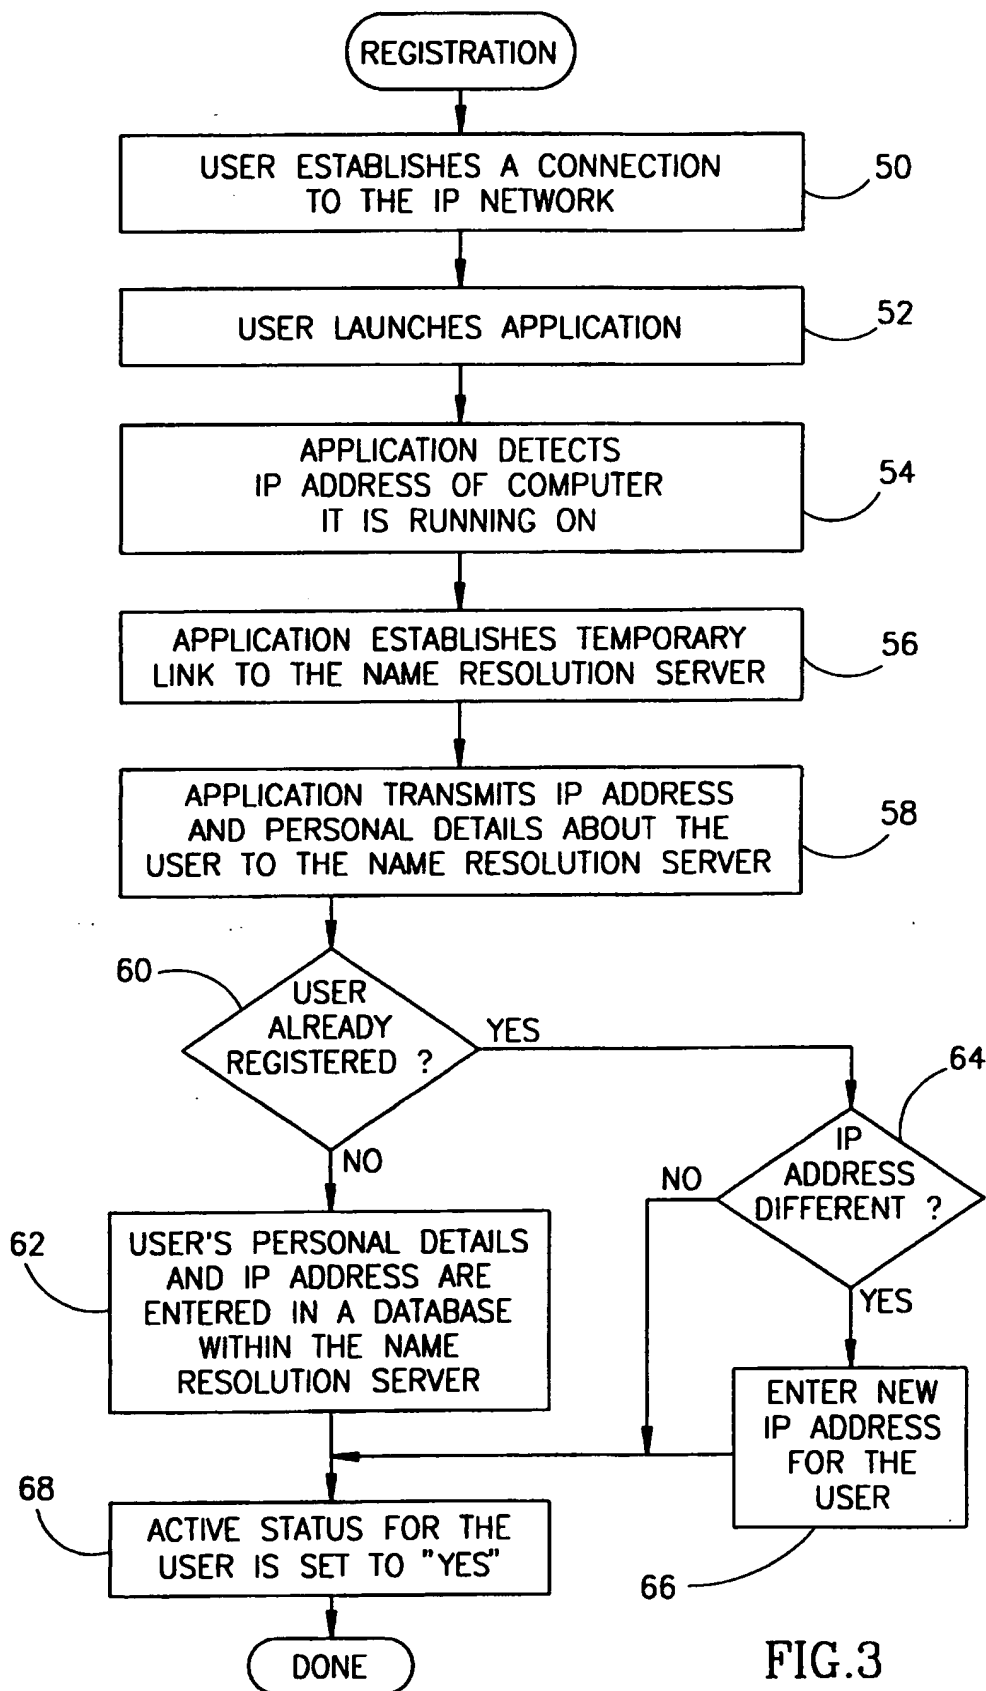 REGISTRATION
USER ESTABLISHES A CONNECTION
TO THE IP NETWORK
50
USER LAUNCHES APPLICATION
52
APPLICATION DETECTS
IP ADDRESS OF COMPUTER
IT IS RUNNING ON
54
APPLICATION ESTABLISHES TEMPORARY
LINK TO THE NAME RESOLUTION SERVER
56
APPLICATION TRANSMITS IP ADDRESS
AND PERSONAL DETAILS ABOUT THE
USER TO THE NAME RESOLUTION SERVER
58
60
USER
ALREADY
REGISTERED ?
YES
NO
64
IP
ADDRESS
DIFFERENT ?
NO
YES
62
USER'S PERSONAL DETAILS
AND IP ADDRESS ARE
ENTERED IN A DATABASE
WITHIN THE NAME
RESOLUTION SERVER
ENTER NEW
IP ADDRESS
FOR THE
USER
66
68
ACTIVE STATUS FOR THE
USER IS SET TO "YES"
DONE
FIG.3